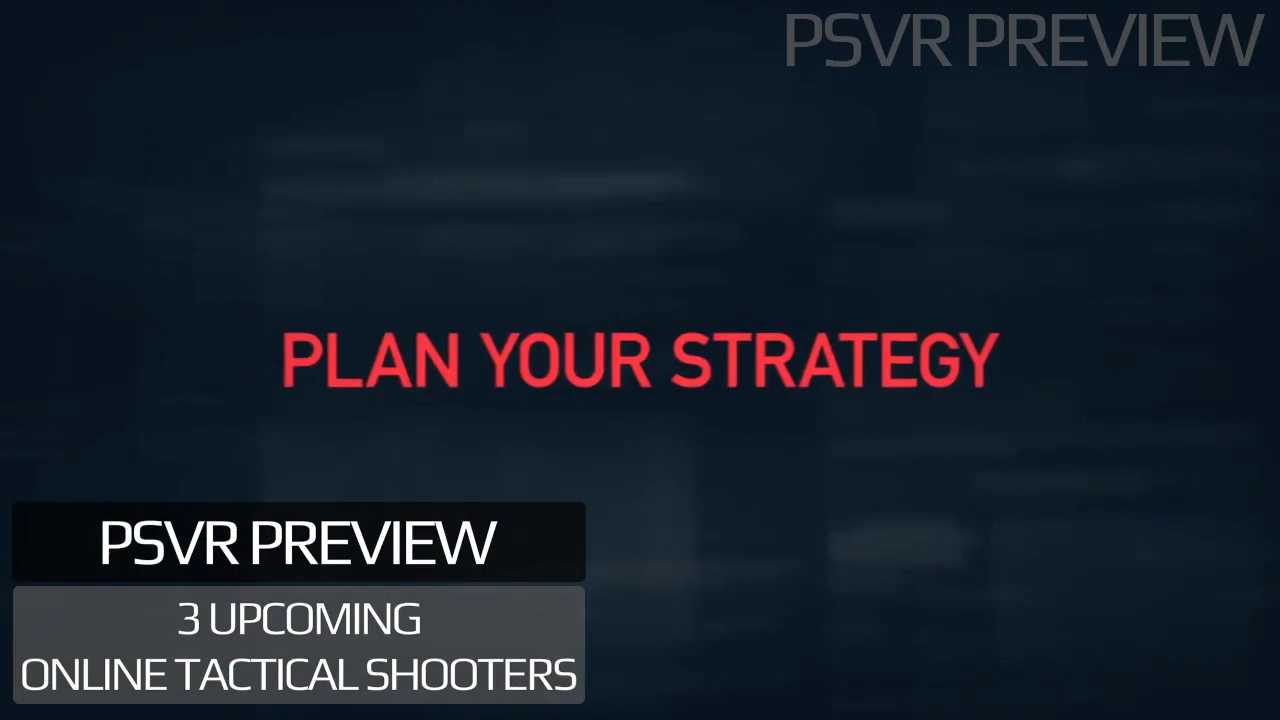 PSVR PREVIEW
PLAN YOUR STRATEGY
PSVR PREVIEW
3 UPCOMING
ONLINE TACTICAL SHOOTERS